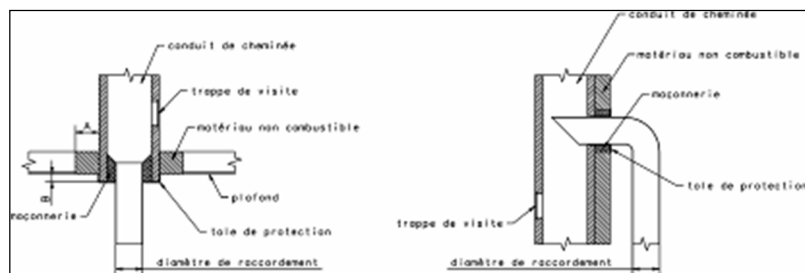 conduit de cheminée
trappe de visite
matériau non combustible
A
B
plafond
maçonnerie
tole de protection
diamètre de raccordement
conduit de cheminée
matériau non combustible
maçonnerie
tole de protection
trappe de visite
diamètre de raccordement